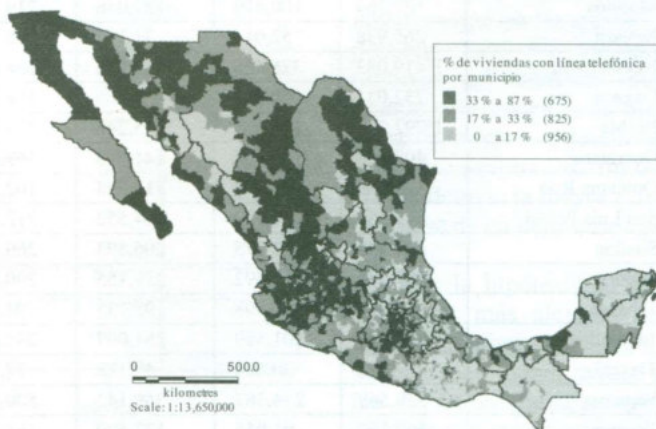 % de viviendas con línea telefónica
por municipio
33 % a 87 % (675)
17 % a 33 % (825)
0 a 17 % (956)
0 500.0
kilometres
Scale: 1:13,650,000